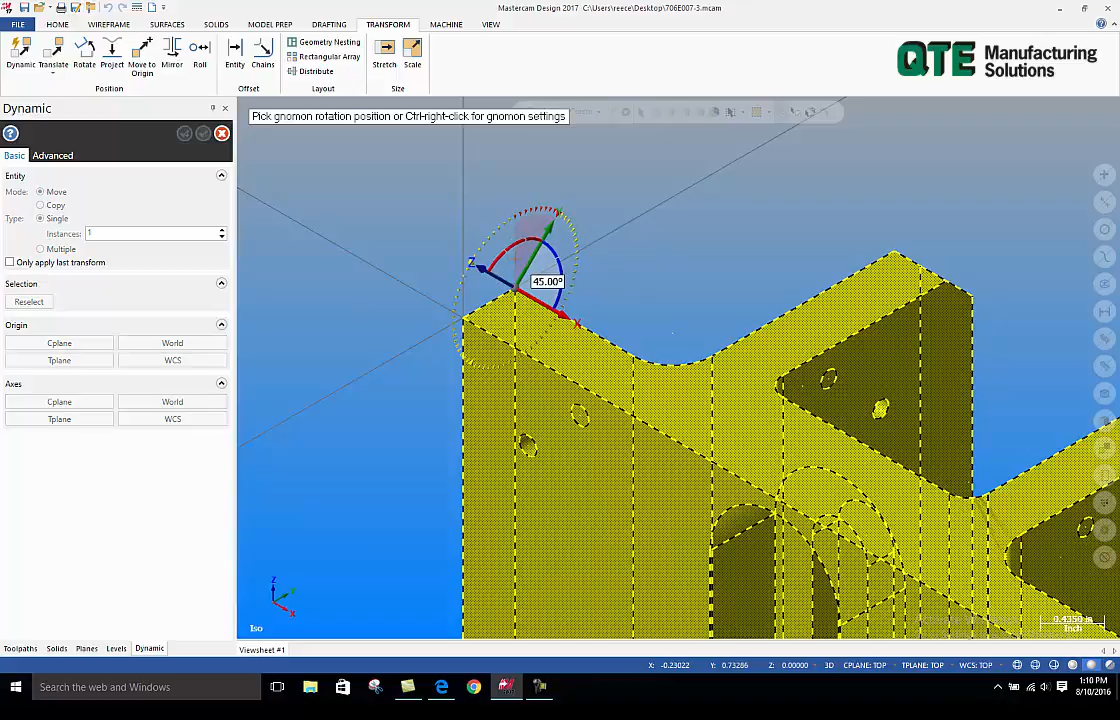 Mastercam Design 2017 C:\Users\reece\Desktop\706E007-3.mcam
FILE HOME WIREFRAME SURFACES SOLIDS MODEL PREP DRAFTING TRANSFORM MACHINE VIEW
Dynamic Translate Rotate Project Move to Origin Mirror Roll
Entity Chains
Geometry Nesting
Rectangular Array
Distribute
Stretch Scale
Position Offset Layout Size
QTE Manufacturing
Solutions
Dynamic
Pick gnomon rotation position or Ctrl-right-click for gnomon settings
Basic Advanced
Entity
Mode: Move
Copy
Type: Single
Instances: 1
Multiple
Only apply last transform
Selection
Reselect
Origin
Cplane World
Tplane WCS
Axes
Cplane World
Tplane WCS
Z
45.00°
X
Z
X
Iso
0.4350 in
Inch
Toolpaths Solids Planes Levels Dynamic
Viewsheet #1
X: -0.23022 Y: 0.73286 Z: 0.00000 3D CPLANE: TOP TPLANE: TOP WCS: TOP
Search the web and Windows
1:10 PM
8/10/2016